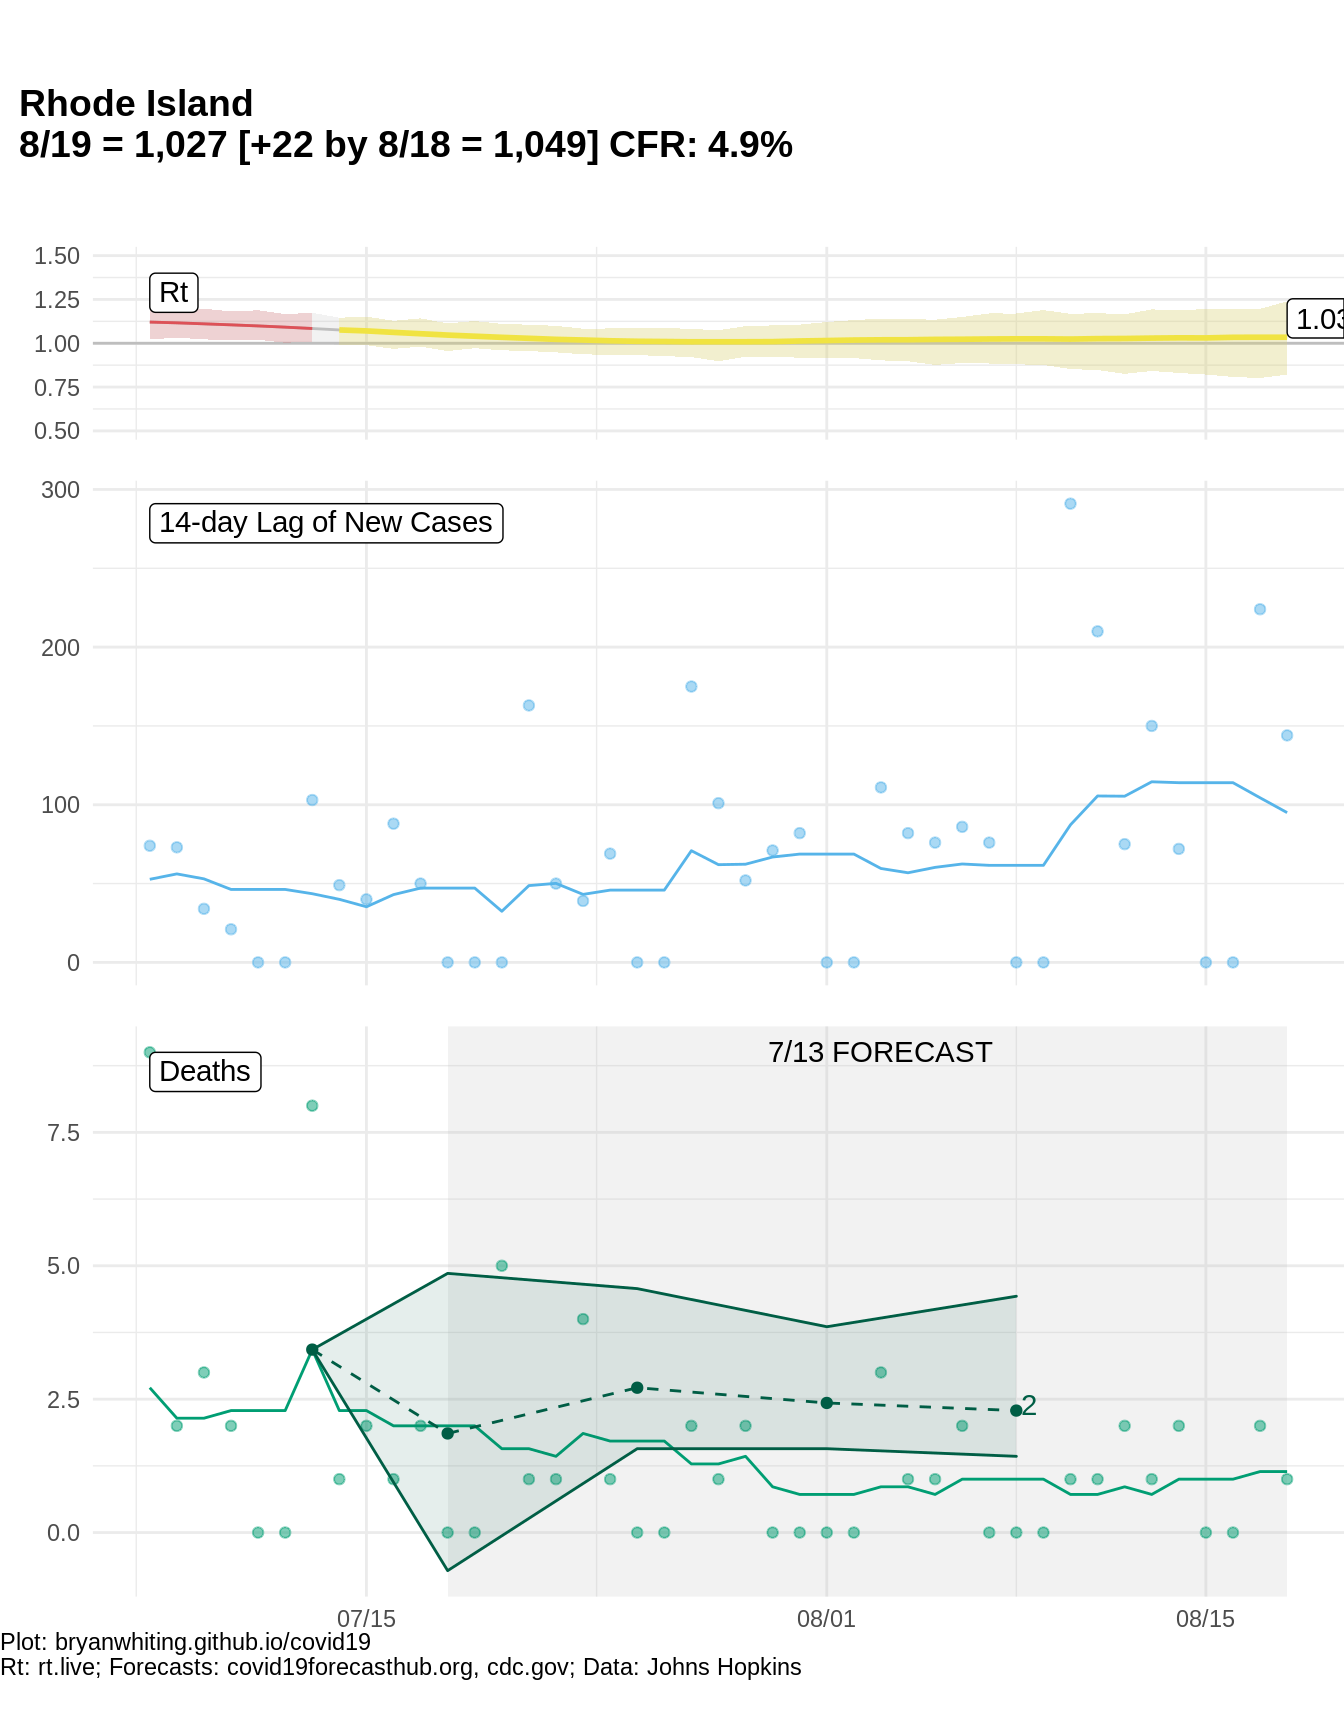 Rhode Island
8/19 = 1,027 [+22 by 8/18 = 1,049] CFR: 4.9%
1.50
1.25
1.00
0.75
0.50
Rt
1.03
300
200
100
0
14-day Lag of New Cases
7.5
5.0
2.5
0.0
Deaths
7/13 FORECAST
2
07/15
08/01
08/15
Plot: bryanwhiting.github.io/covid19
Rt: rt.live; Forecasts: covid19forecasthub.org, cdc.gov; Data: Johns Hopkins